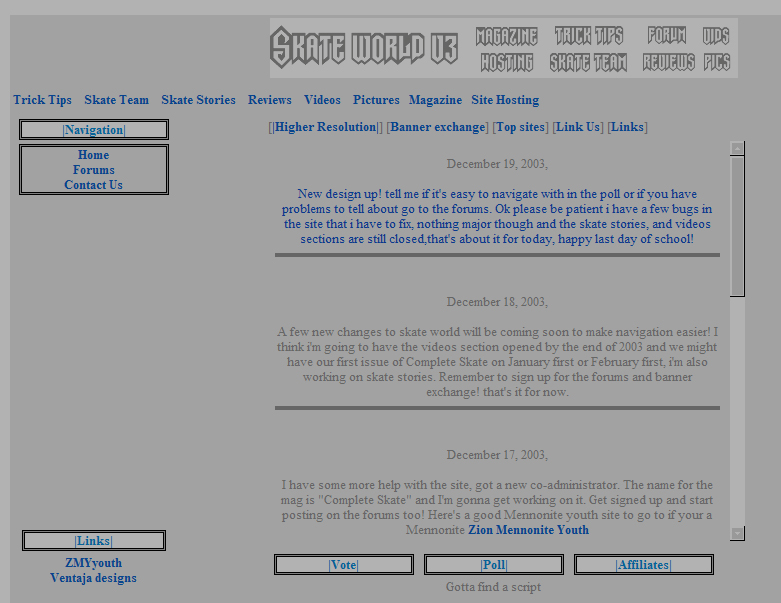 Skate World V3 Magazine Trick Tips Forum Vids
Hosting Skate Team Reviews Pics
Trick Tips Skate Team Skate Stories Reviews Videos Pictures Magazine Site Hosting
|Navigation|
Home
Forums
Contact Us
[|Higher Resolution|] [Banner exchange] [Top sites] [Link Us] [Links]
December 19, 2003,
New design up! tell me if it's easy to navigate with in the poll or if you have
problems to tell about go to the forums. Ok please be patient i have a few bugs in
the site that i have to fix, nothing major though and the skate stories, and videos
sections are still closed,that's about it for today, happy last day of school!
December 18, 2003,
A few new changes to skate world will be coming soon to make navigation easier! I
think i'm going to have the videos section opened by the end of 2003 and we might
have our first issue of Complete Skate on January first or February first, i'm also
working on skate stories. Remember to sign up for the forums and banner
exchange! that's it for now.
December 17, 2003,
I have some more help with the site, got a new co-administrator. The name for the
mag is "Complete Skate" and I'm gonna get working on it. Get signed up and start
posting on the forums too! Here's a good Mennonite youth site to go to if your a
Mennonite Zion Mennonite Youth
|Links|
ZMYyouth
Ventaja designs
|Vote| |Poll| |Affiliates|
Gotta find a script